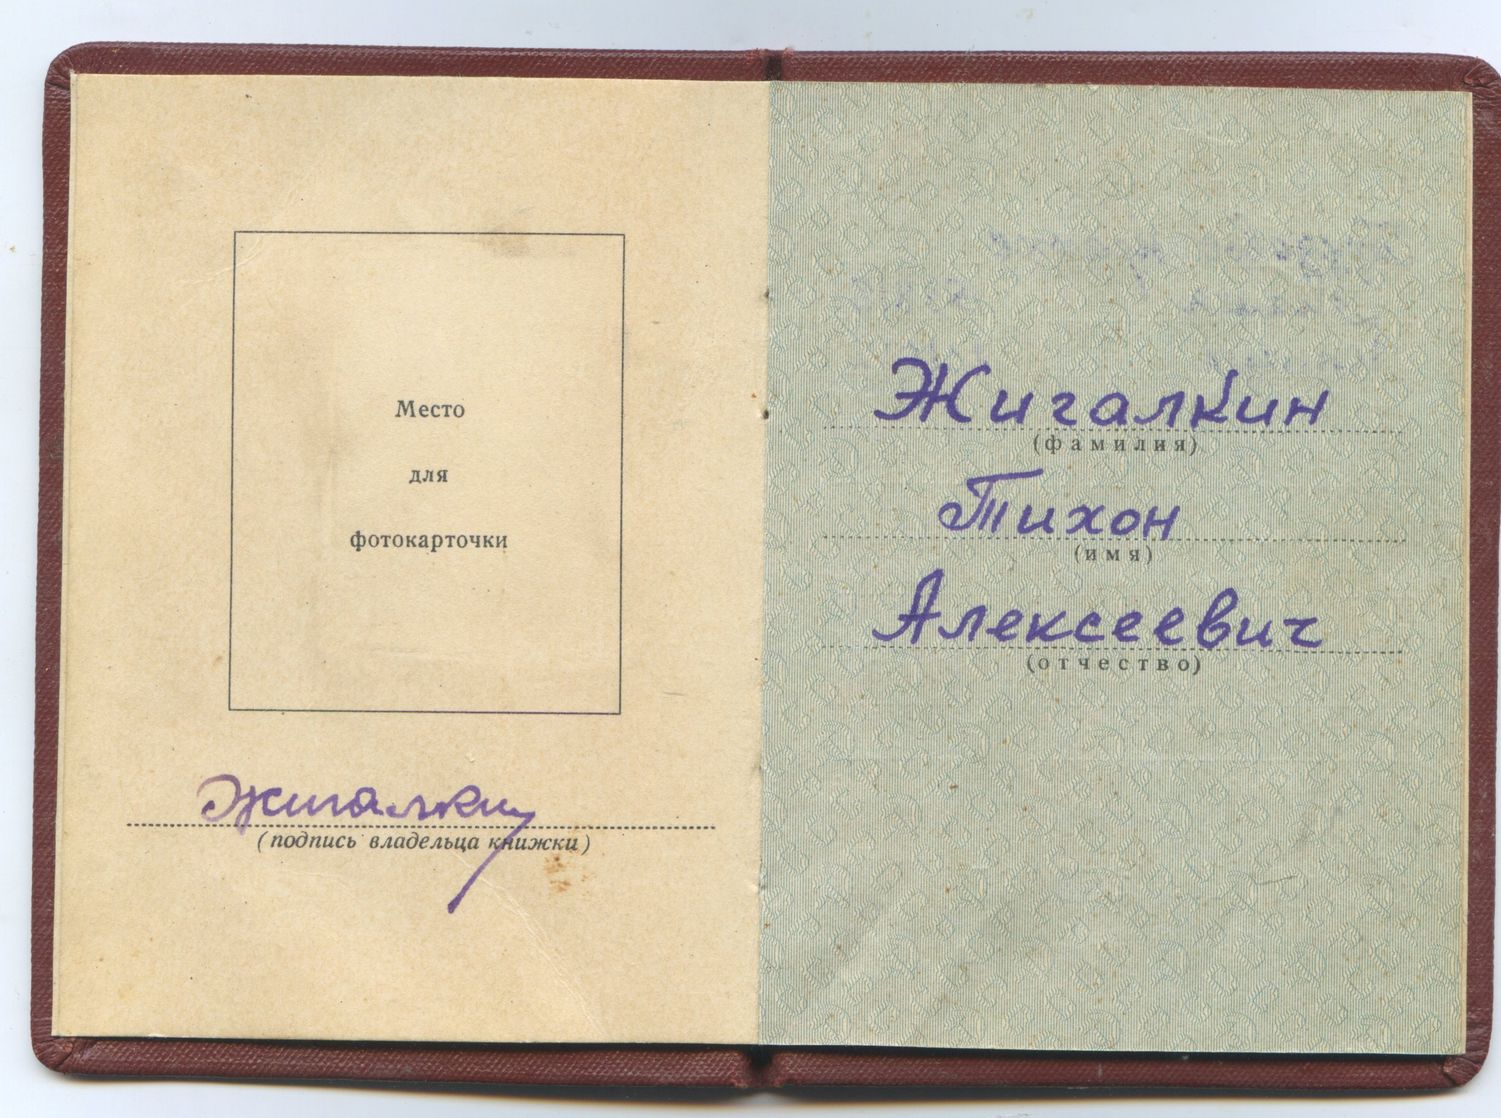 Место
для
фотокарточки
Жигалкин
(подпись владельца книжки)
Жигалкин
(фамилия)
Тихон
(имя)
Алексеевич
(отчество)